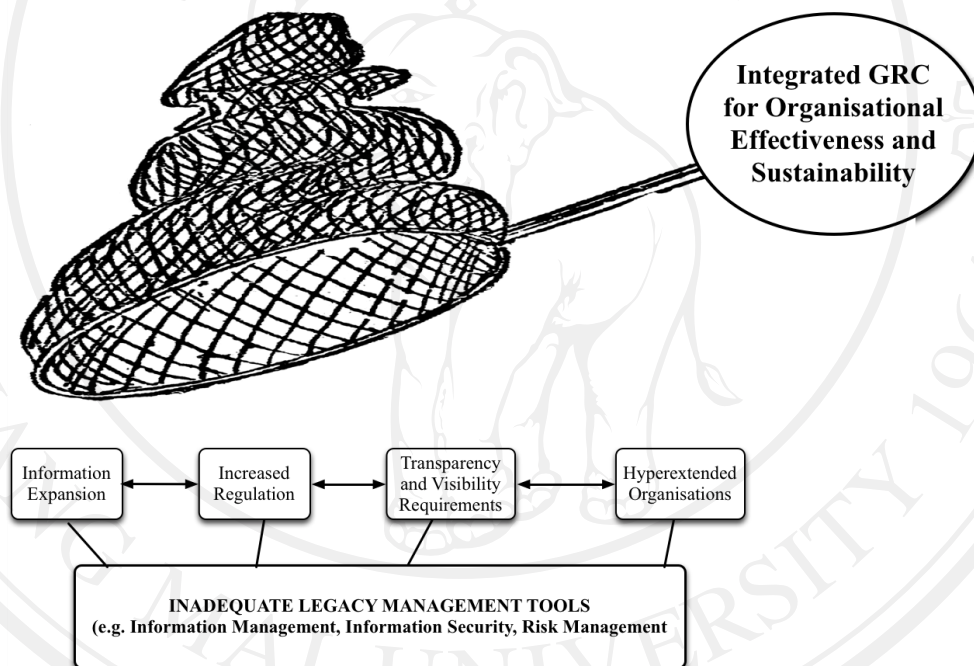 Integrated GRC
for Organisational
Effectiveness and
Sustainability
Information
Expansion
Increased
Regulation
Transparency
and Visibility
Requirements
Hyperextended
Organisations
INADEQUATE LEGACY MANAGEMENT TOOLS
(e.g. Information Management, Information Security, Risk Management